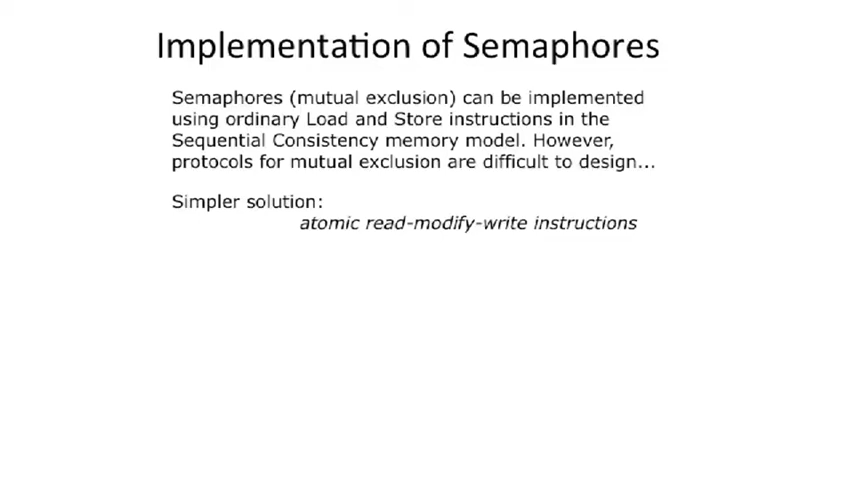 Implementation of Semaphores
Semaphores (mutual exclusion) can be implemented
using ordinary Load and Store instructions in the
Sequential Consistency memory model. However,
protocols for mutual exclusion are difficult to design...
Simpler solution:
atomic read-modify-write instructions